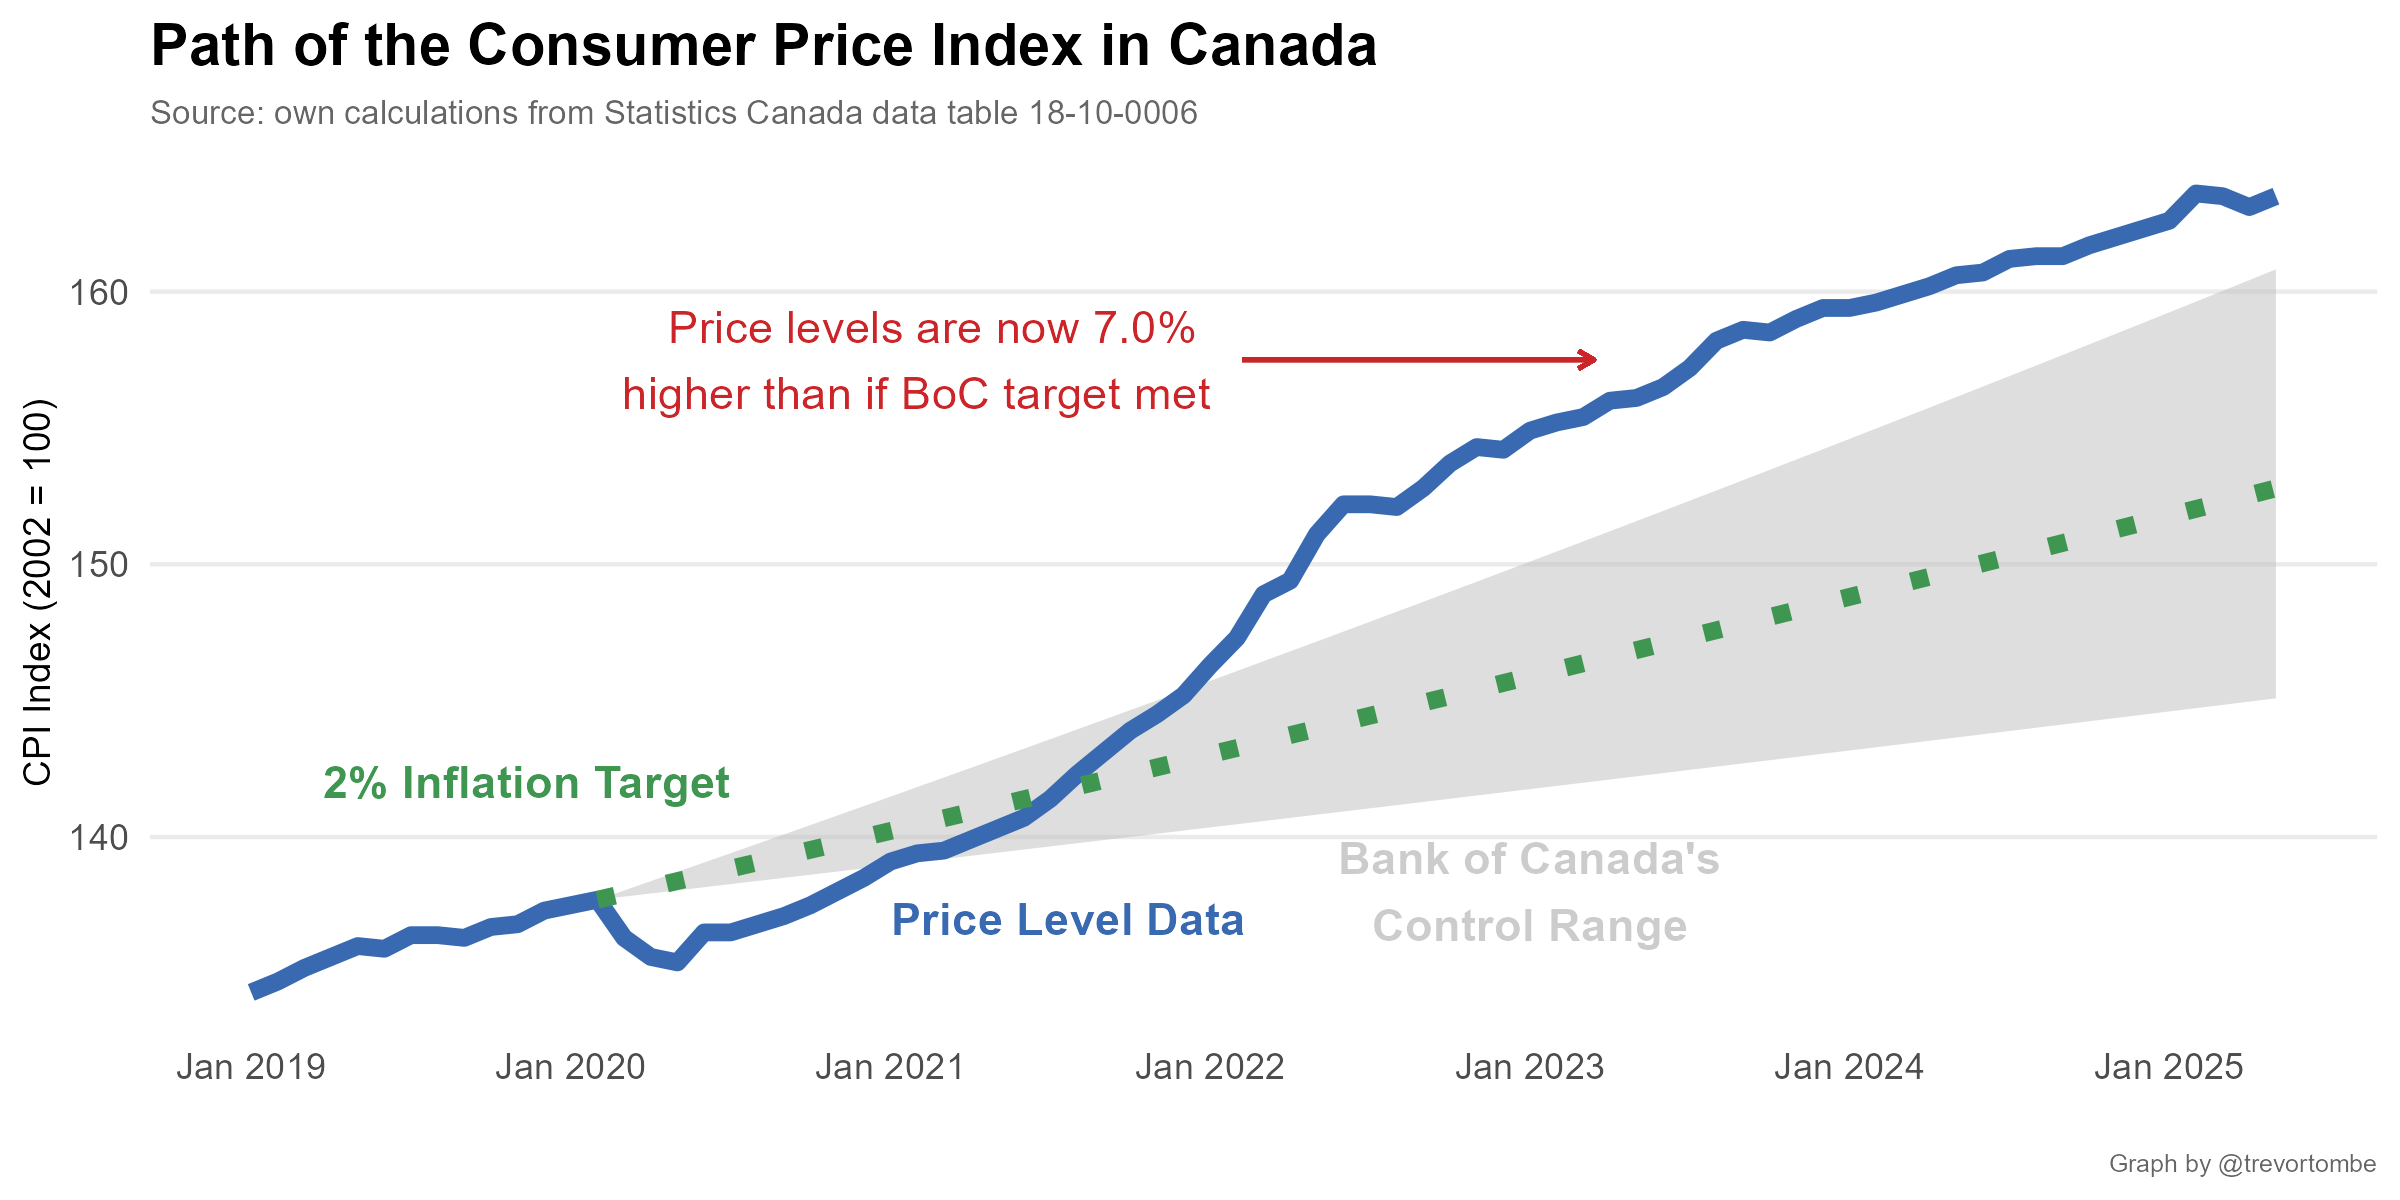 Path of the Consumer Price Index in Canada
Source: own calculations from Statistics Canada data table 18-10-0006
CPI Index (2002 = 100)
160
150
140
Price levels are now 7.0%
higher than if BoC target met
2% Inflation Target
Price Level Data
Bank of Canada's
Control Range
Jan 2019
Jan 2020
Jan 2021
Jan 2022
Jan 2023
Jan 2024
Jan 2025
Graph by @trevortombe